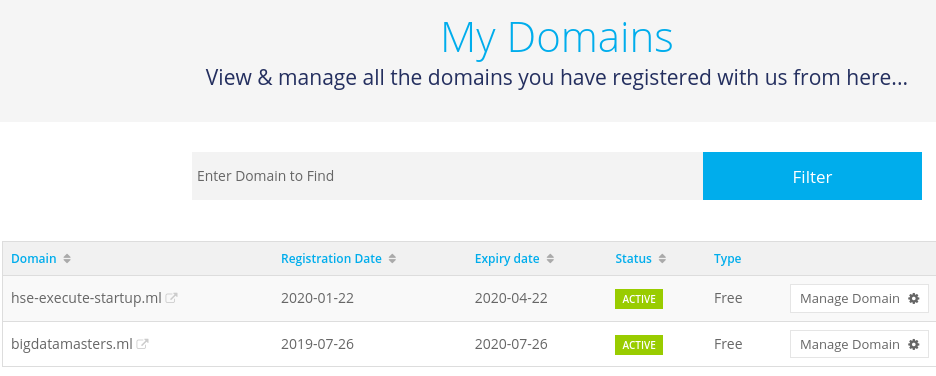 My Domains
View & manage all the domains you have registered with us from here...
Enter Domain to Find Filter
Domain Registration Date Expiry date Status Type
hse-execute-startup.ml 2020-01-22 2020-04-22 ACTIVE Free Manage Domain
bigdatamasters.ml 2019-07-26 2020-07-26 ACTIVE Free Manage Domain